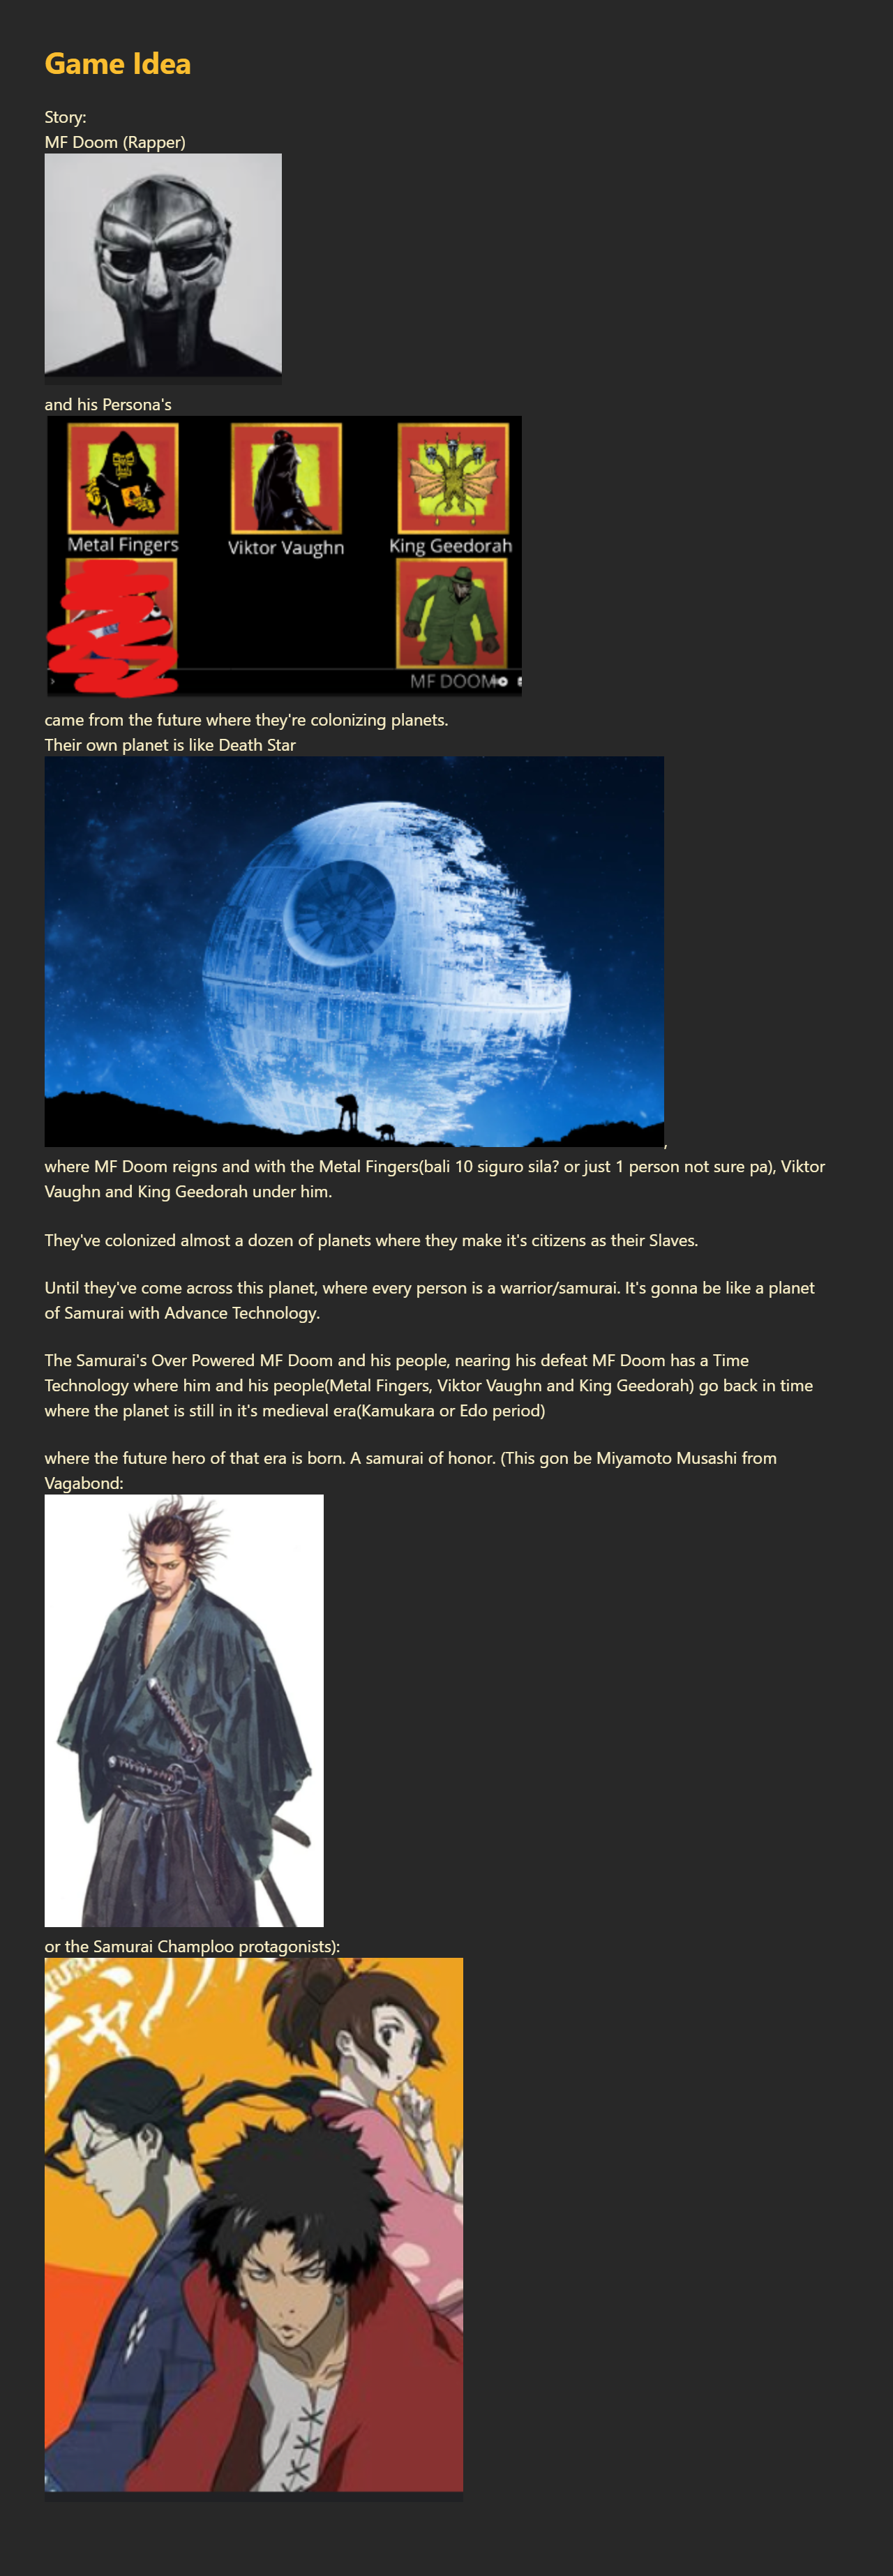 Game Idea
Story:
MF Doom (Rapper)
and his Persona's
Metal Fingers
Viktor Vaughn
King Geedorah
MF DOOM
came from the future where they're colonizing planets.
Their own planet is like Death Star
,
where MF Doom reigns and with the Metal Fingers(bali 10 siguro sila? or just 1 person not sure pa), Viktor
Vaughn and King Geedorah under him.
They've colonized almost a dozen of planets where they make it's citizens as their Slaves.
Until they've come across this planet, where every person is a warrior/samurai. It's gonna be like a planet
of Samurai with Advance Technology.
The Samurai's Over Powered MF Doom and his people, nearing his defeat MF Doom has a Time
Technology where him and his people(Metal Fingers, Viktor Vaughn and King Geedorah) go back in time
where the planet is still in it's medieval era(Kamukara or Edo period)
where the future hero of that era is born. A samurai of honor. (This gon be Miyamoto Musashi from
Vagabond:
or the Samurai Champloo protagonists):